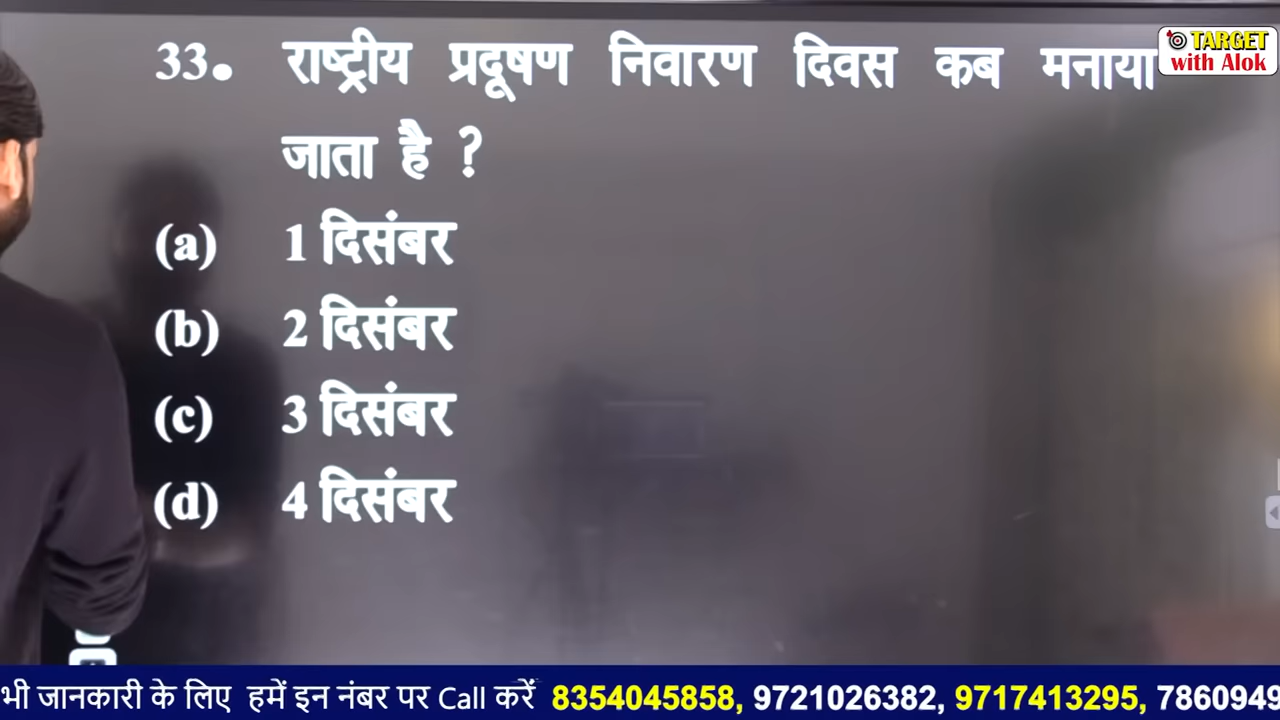 33. राष्ट्रीय प्रदूषण निवारण दिवस कब मनाया
जाता है ?
(a) 1 दिसंबर
(b) 2 दिसंबर
(c) 3 दिसंबर
(d) 4 दिसंबर
TARGET
with Alok
भी जानकारी के लिए हमें इन नंबर पर Call करें 8354045858, 9721026382, 9717413295, 7860949